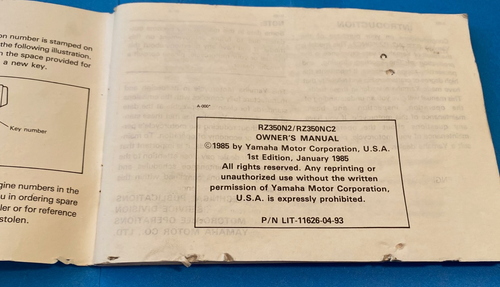 on number is stamped on
the following illustration.
n the space provided for
a new key.
Key number
gine numbers in the
u in ordering spare
ler or for reference
stolen.
A-000*
RZ350N2/RZ350NC2
OWNER'S MANUAL
©1985 by Yamaha Motor Corporation, U.S.A.
1st Edition, January 1985
All rights reserved. Any reprinting or
unauthorized use without the written
permission of Yamaha Motor Corporation,
U.S.A. is expressly prohibited.
P/N LIT-11626-04-93